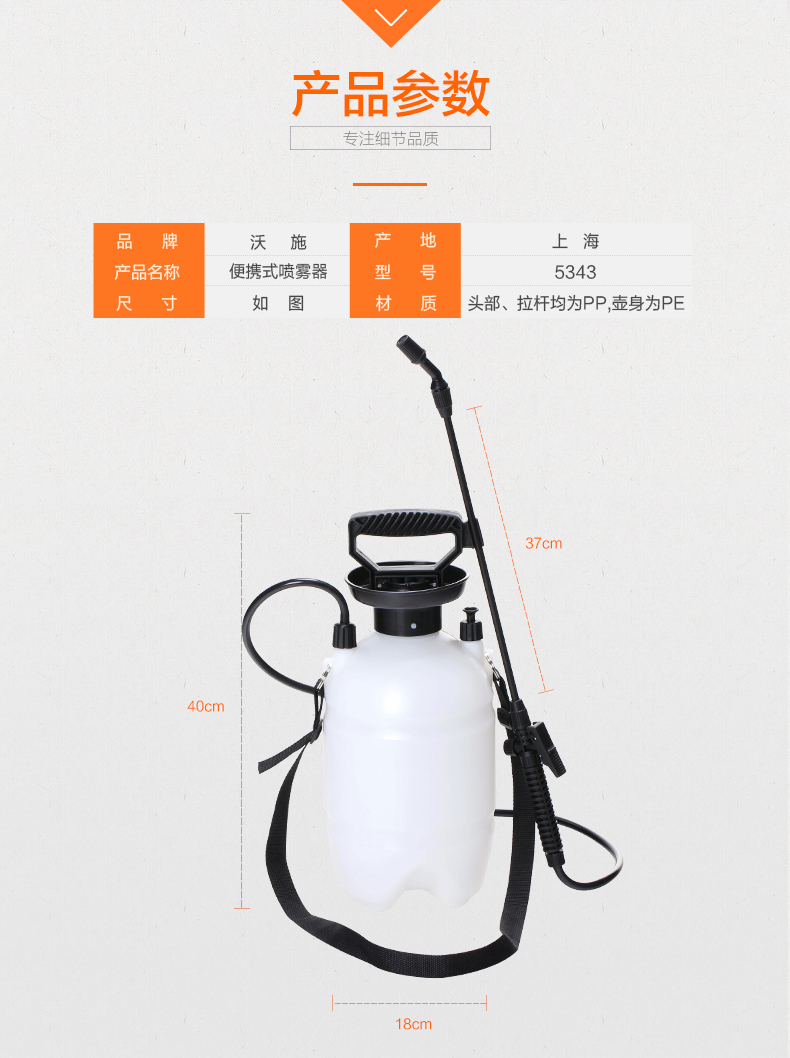 产品参数
专注细节品质
品 牌 沃 施 产 地 上 海
产品名称 便携式喷雾器 型 号 5343
尺 寸 如 图 材 质 头部、拉杆均为PP,壶身为PE
37cm
40cm
18cm